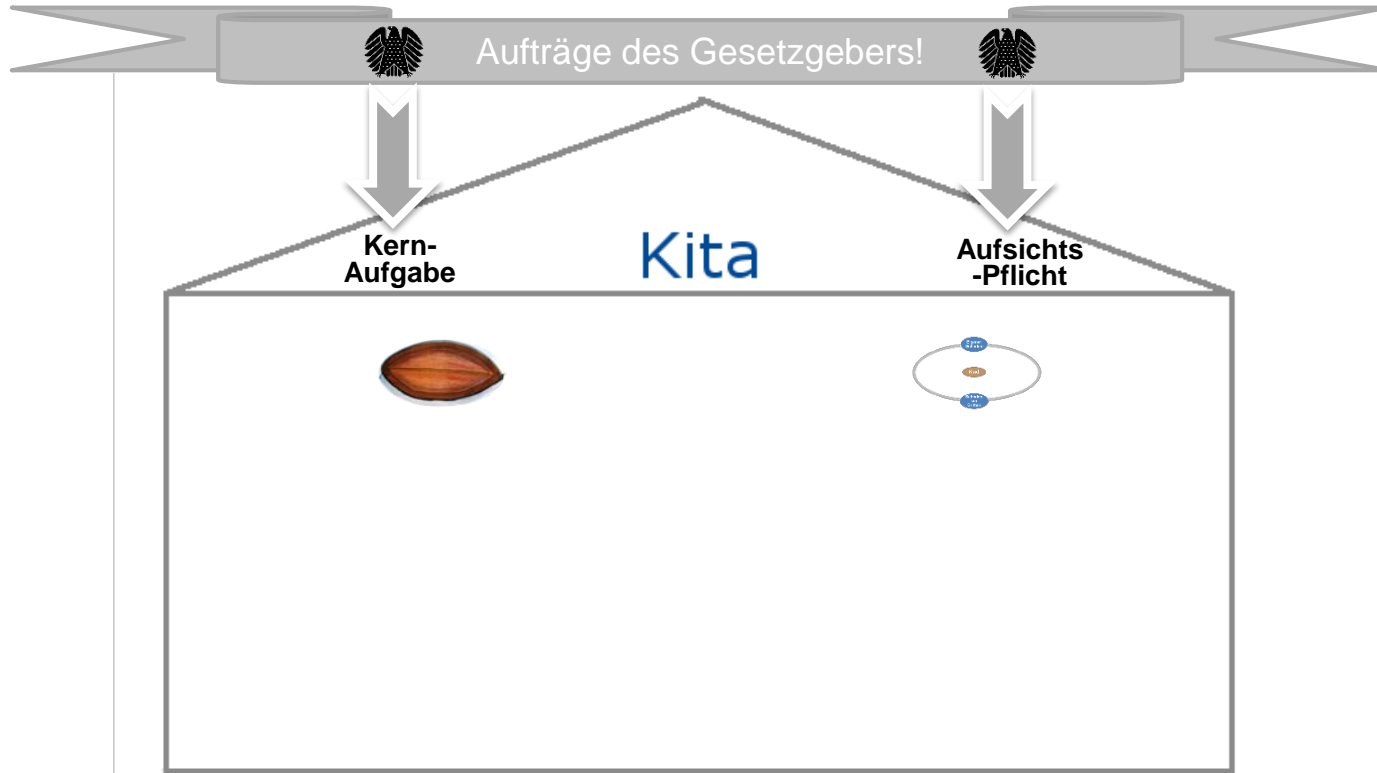 Aufträge des Gesetzgebers!
Kern-
Aufgabe
Kita
Aufsichts
-Pflicht